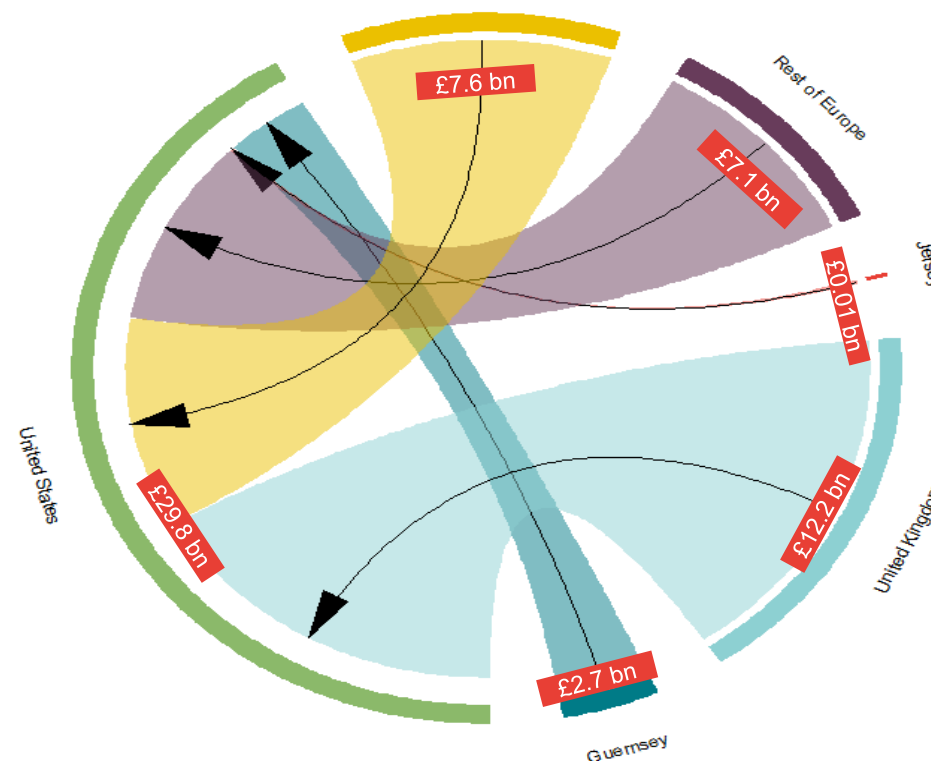 £7.6 bn
Rest of Europe
£7.1 bn
£0.01 bn
United States
£29.8 bn
£12.2 bn
£2.7 bn
Guernsey